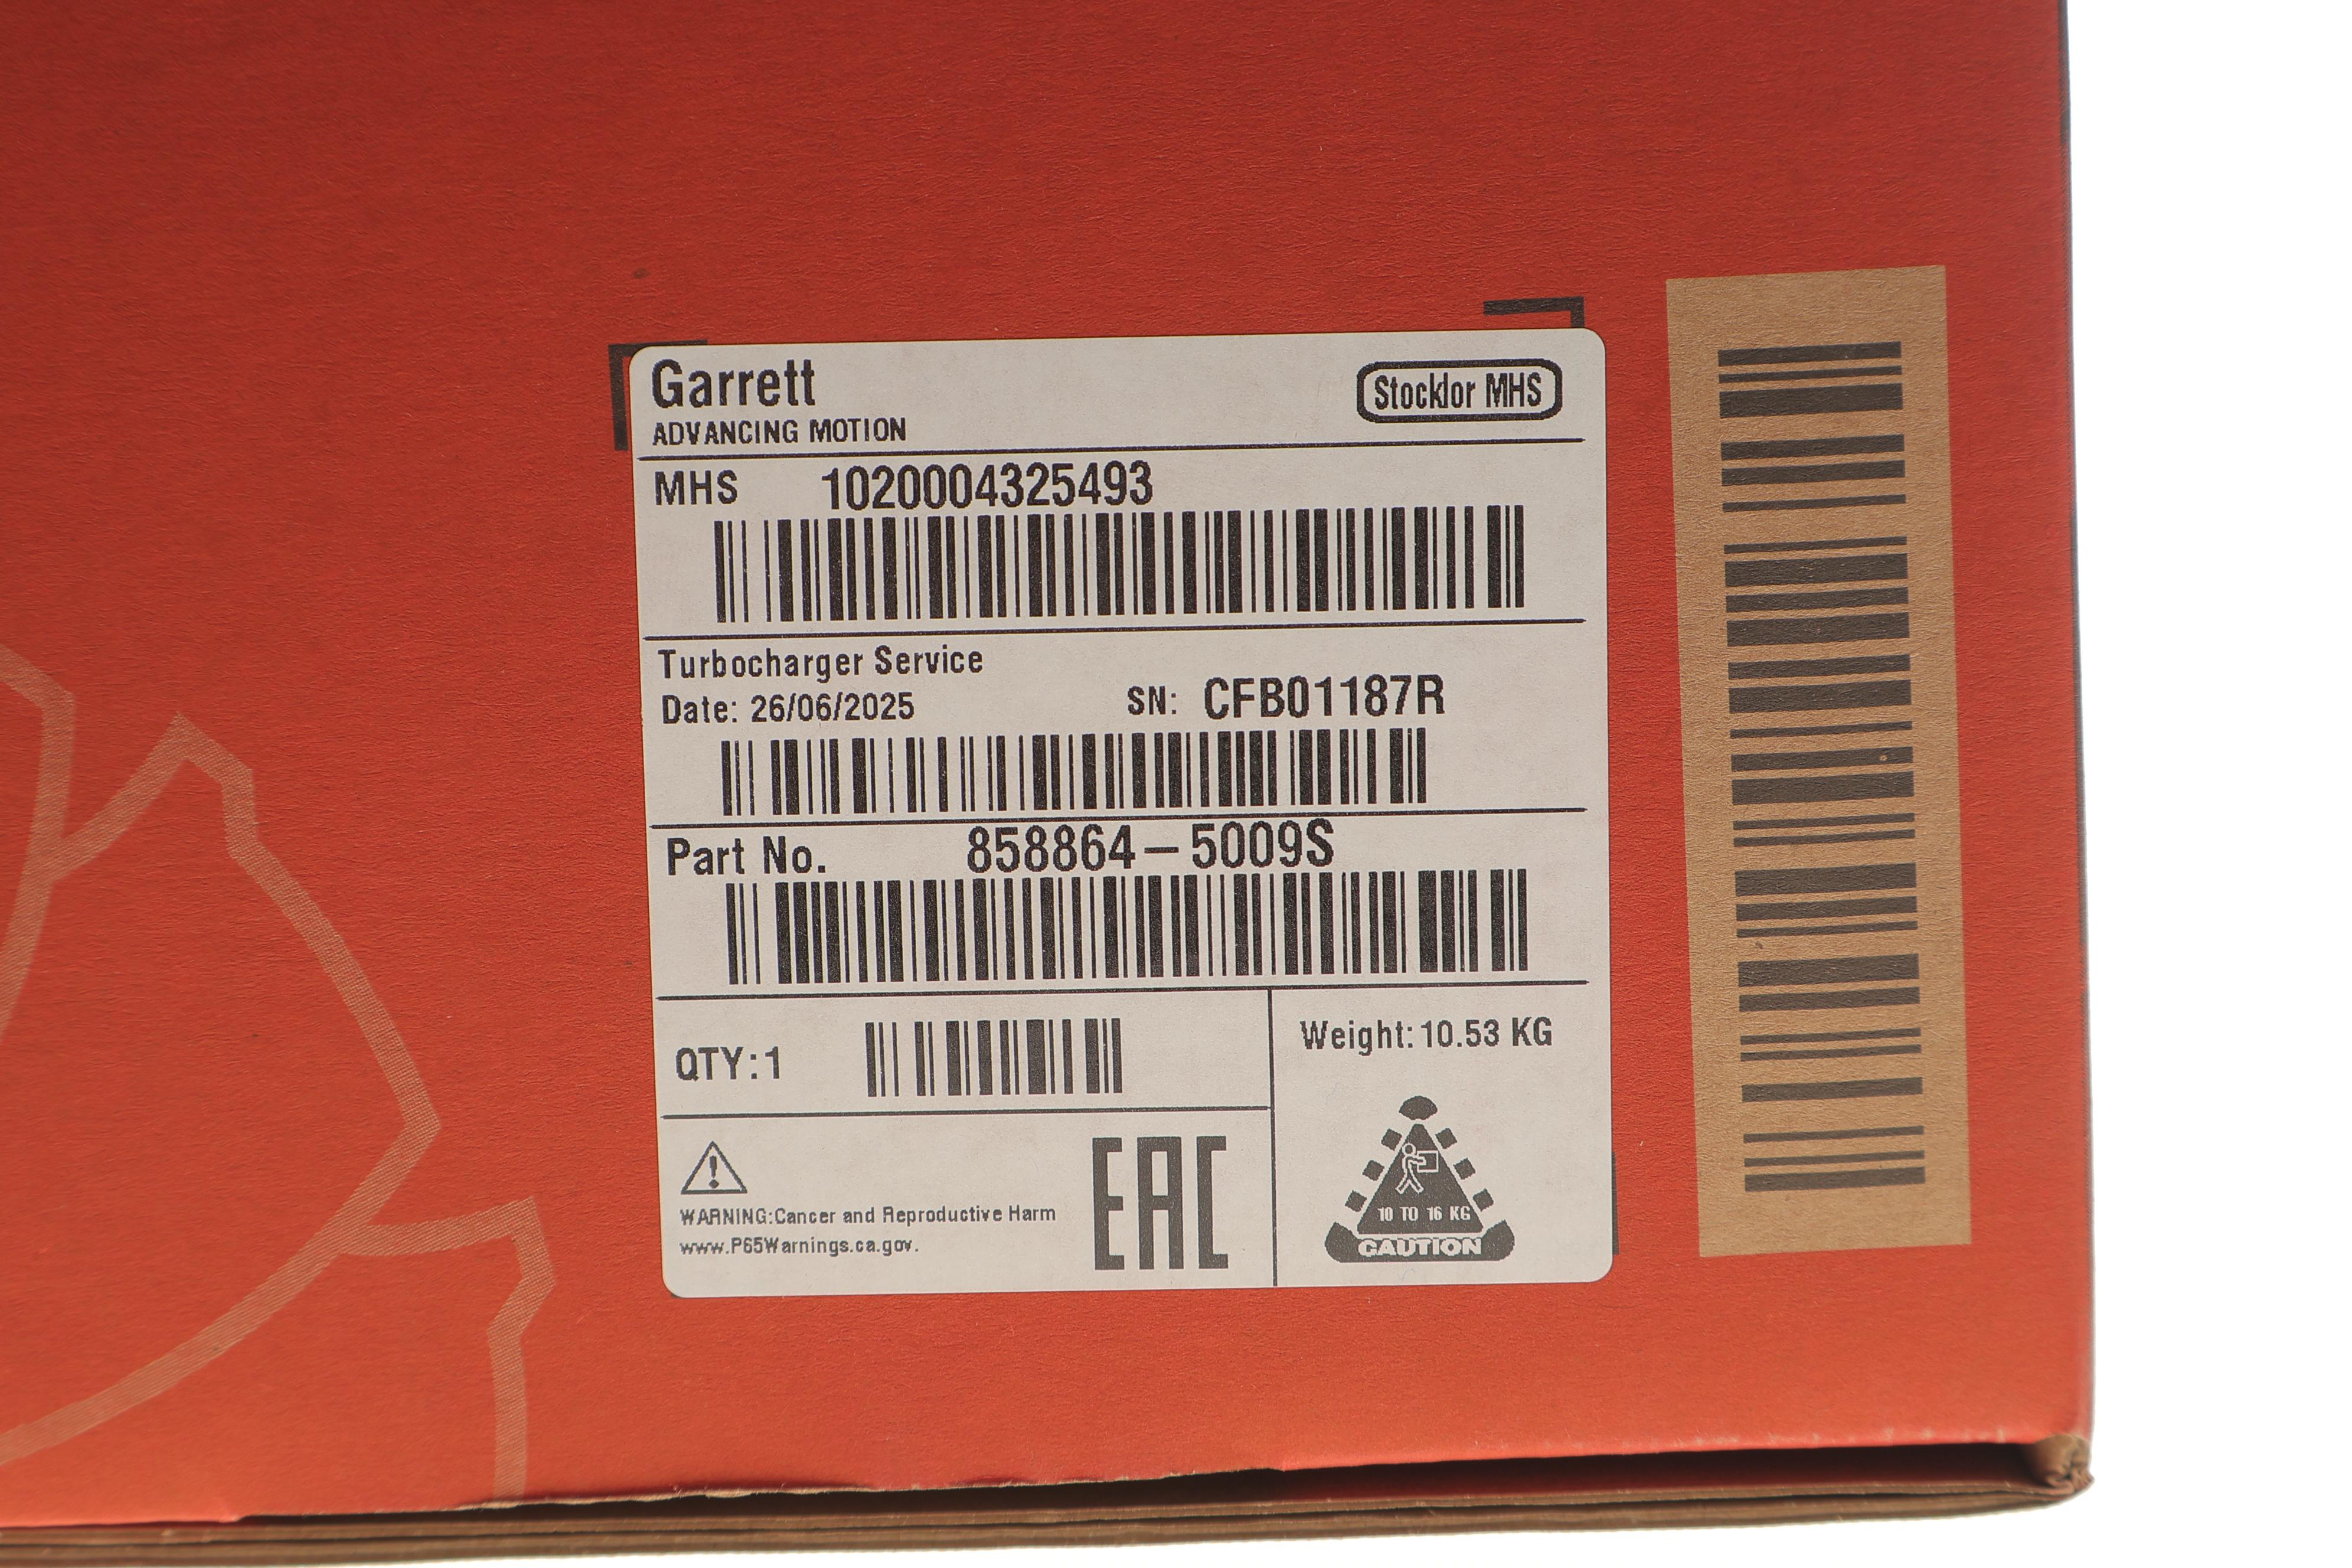 Garrett
Stocklor MHS
ADVANCING MOTION
MHS 1020004325493
Turbocharger Service
Date: 26/06/2025 SN: CFB01187R
Part No. 858864-5009S
QTY:1
Weight: 10.53 KG
WARNING:Cancer and Reproductive Harm
www.P65Warnings.ca.gov.
EAC
10 TO 16 KG
CAUTION